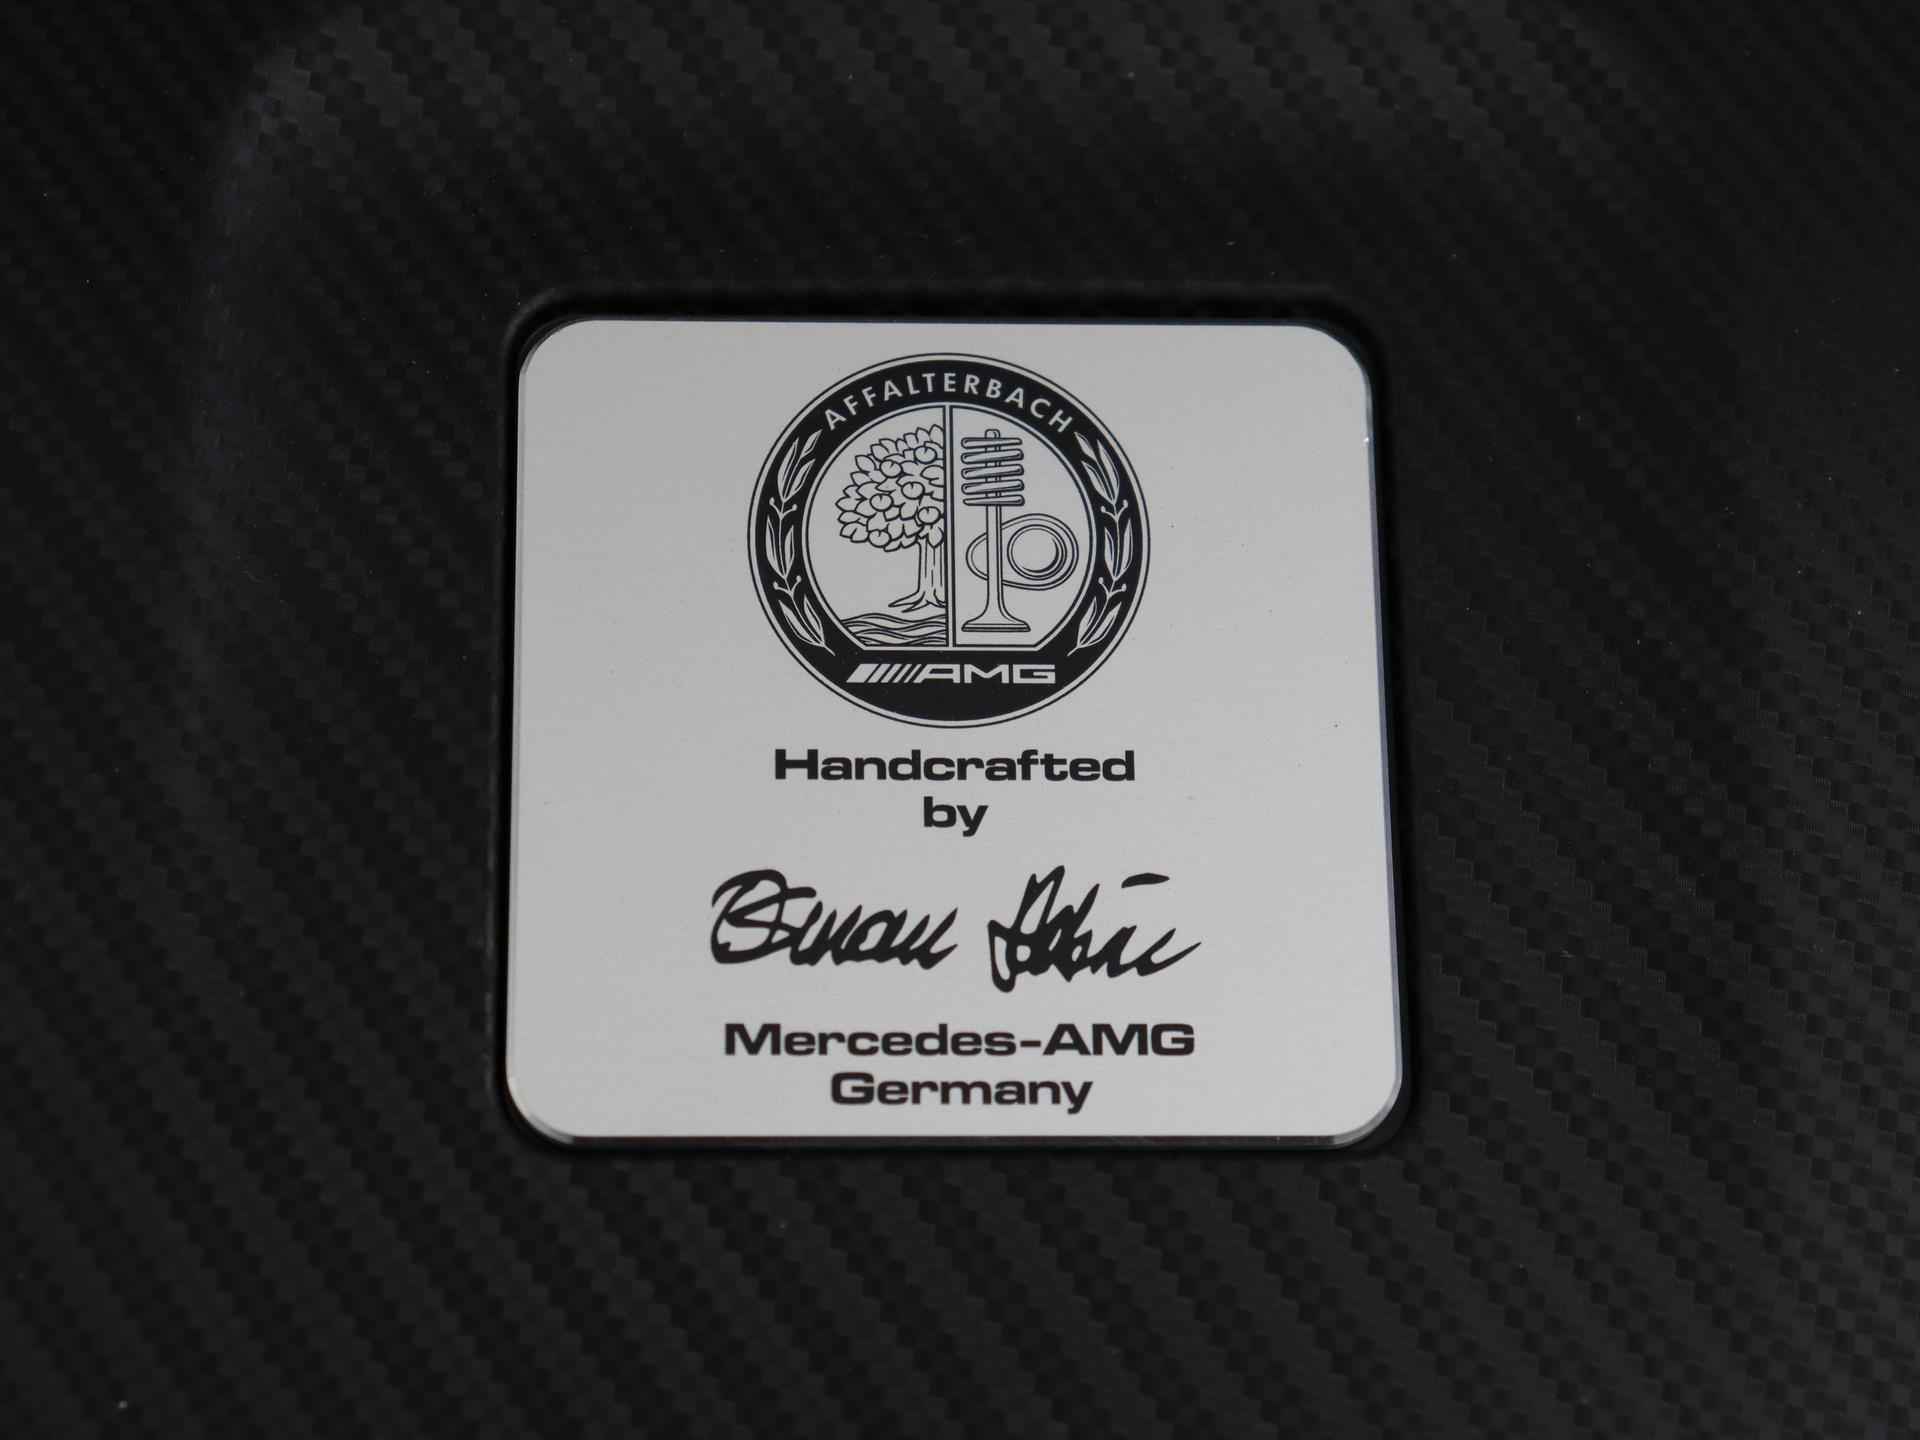 AFFALTERBACH
AMG
Handcrafted
by
Mercedes-AMG
Germany